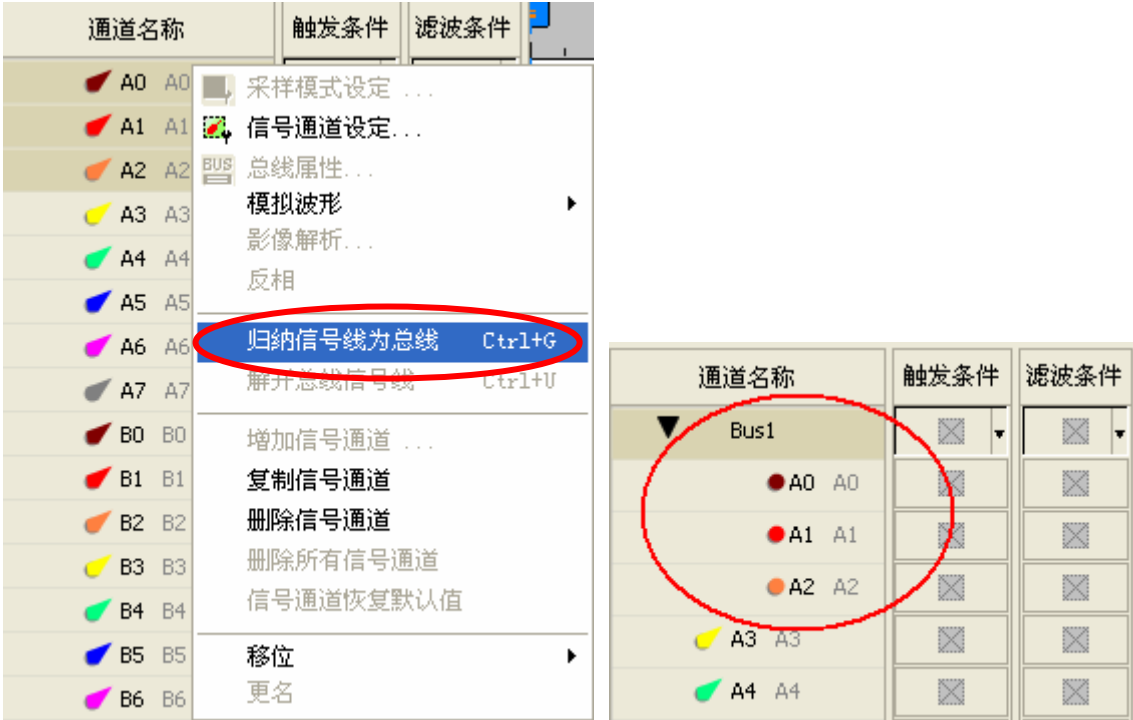 通道名称 触发条件 滤波条件
A0 A0
A1 A1
A2 A2
A3 A3
A4 A4
A5 A5
A6 A6
A7 A7
B0 B0
B1 B1
B2 B2
B3 B3
B4 B4
B5 B5
B6 B6
采样模式设定 ...
信号通道设定...
BUS 总线属性...
模拟波形
影像解析...
反相
归纳信号线为总线 Ctrl+G
解开总线信号线 Ctrl+U
增加信号通道 ...
复制信号通道
删除信号通道
删除所有信号通道
信号通道恢复默认值
移位
更名
通道名称 触发条件 滤波条件
Bus1
A0 A0
A1 A1
A2 A2
A3 A3
A4 A4